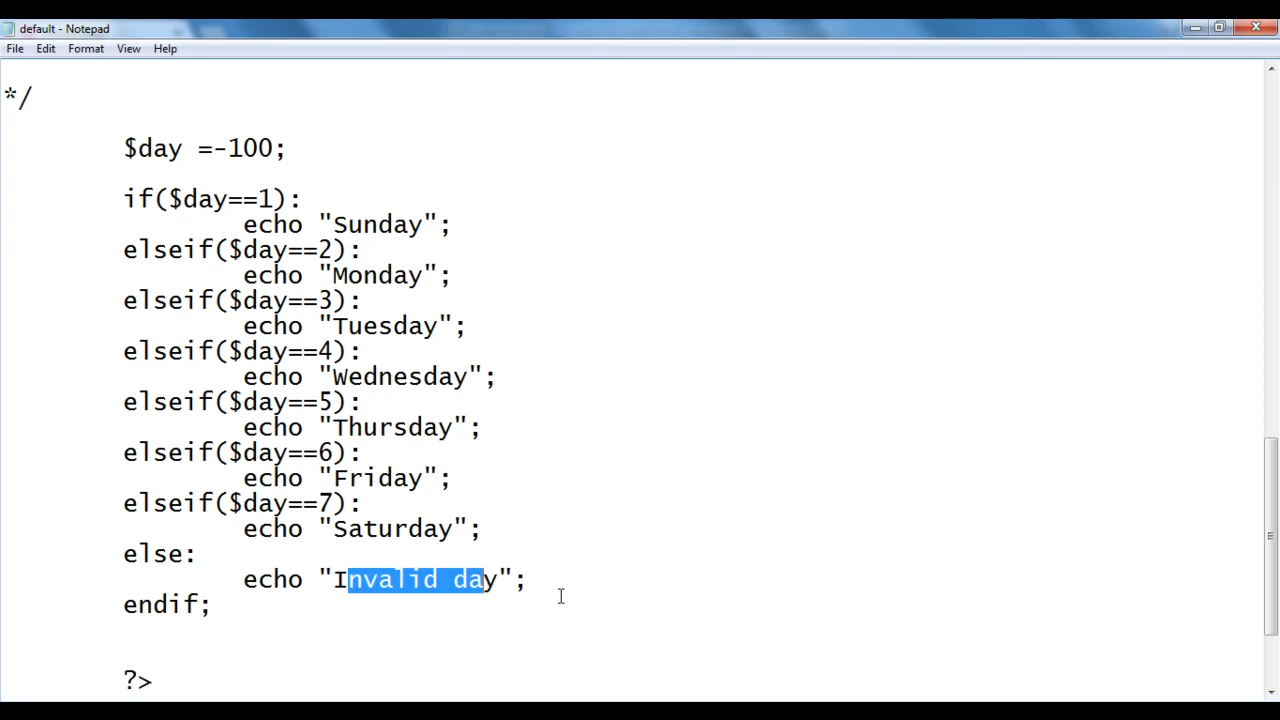 default - Notepad
File Edit Format View Help
*/
$day =-100;
if($day==1):
echo "Sunday";
elseif($day==2):
echo "Monday";
elseif($day==3):
echo "Tuesday";
elseif($day==4):
echo "Wednesday";
elseif($day==5):
echo "Thursday";
elseif($day==6):
echo "Friday";
elseif($day==7):
echo "Saturday";
else:
echo "Invalid day";
endif;
?>